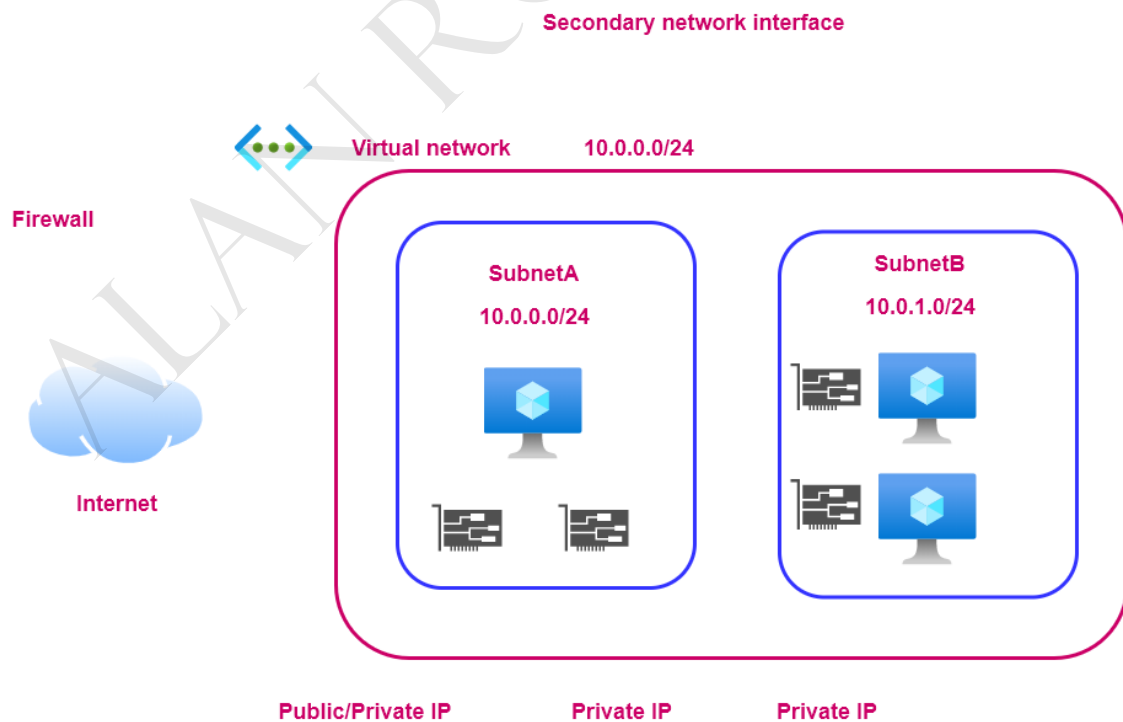 Secondary network interface
Virtual network 10.0.0.0/24
Firewall
SubnetA
10.0.0.0/24
SubnetB
10.0.1.0/24
Internet
Public/Private IP Private IP Private IP
ALAN